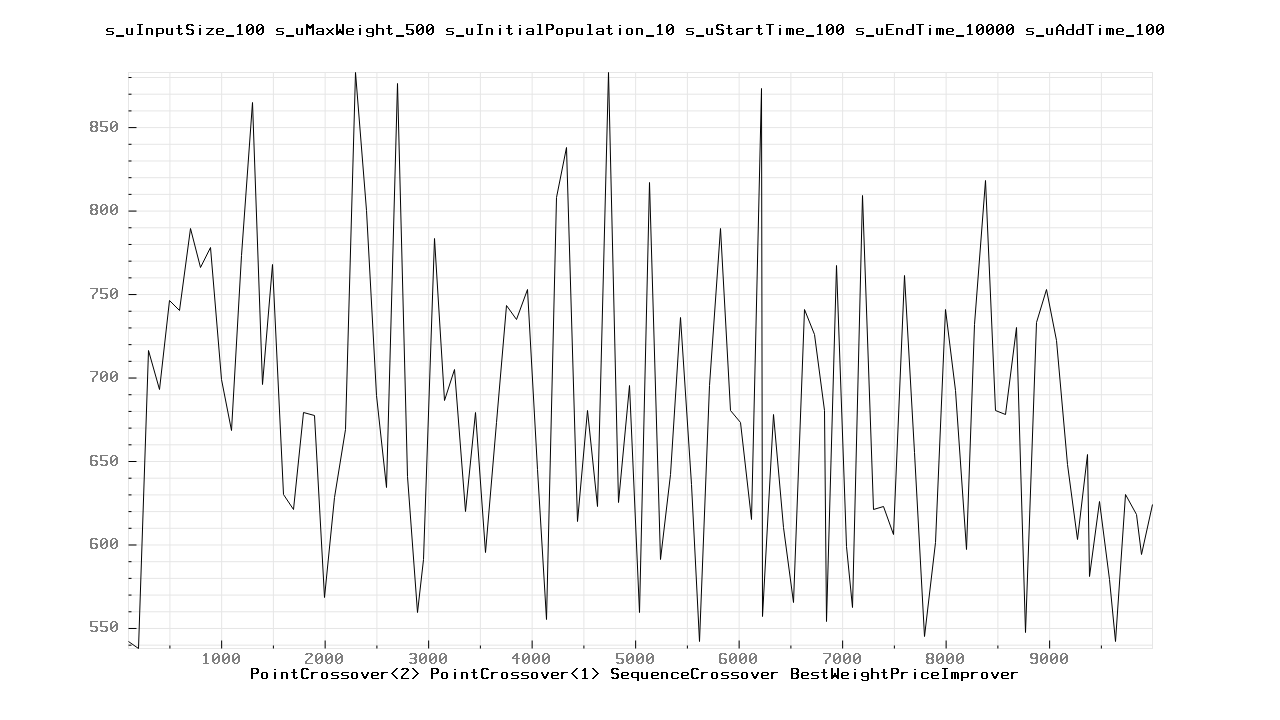 s_uInputSize_100 s_uMaxWeight_500 s_uInitialPopulation_10 s_uStartTime_100 s_uEndTime_10000 s_uAddTime_100
850
800
750
700
650
600
550
1000 2000 3000 4000 5000 6000 7000 8000 9000
PointCrossover<2> PointCrossover<1> SequenceCrossover BestWeightPriceImprover